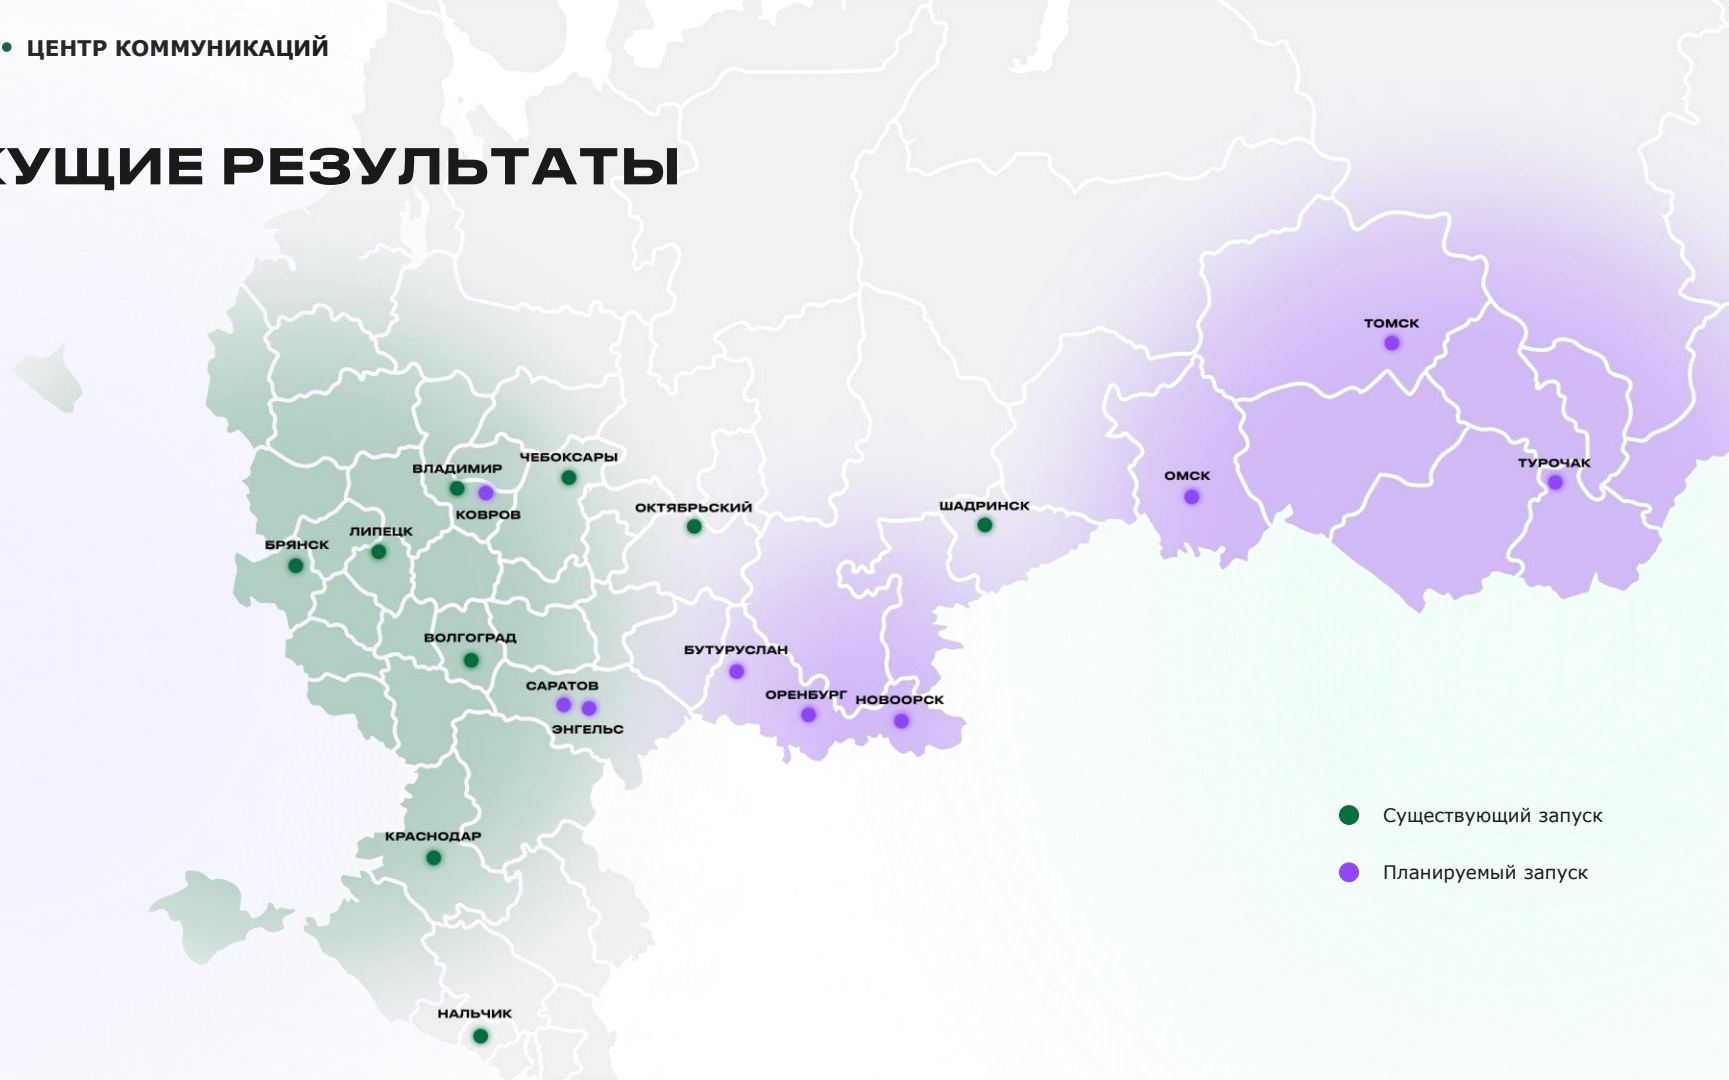 • ЦЕНТР КОММУНИКАЦИЙ
КУЩИЕ РЕЗУЛЬТАТЫ
ТОМСК
ВЛАДИМИР
ЧЕБОКСАРЫ
КОВРОВ
ОКТЯБРЬСКИЙ
ШАДРИНСК
ОМСК
ТУРОЧАК
ЛИПЕЦК
БРЯНСК
ВОЛГОГРАД
БУТУРУСЛАН
САРАТОВ
ЭНГЕЛЬС
ОРЕНБУРГ
НОВООРСК
КРАСНОДАР
НАЛЬЧИК
Существующий запуск
Планируемый запуск